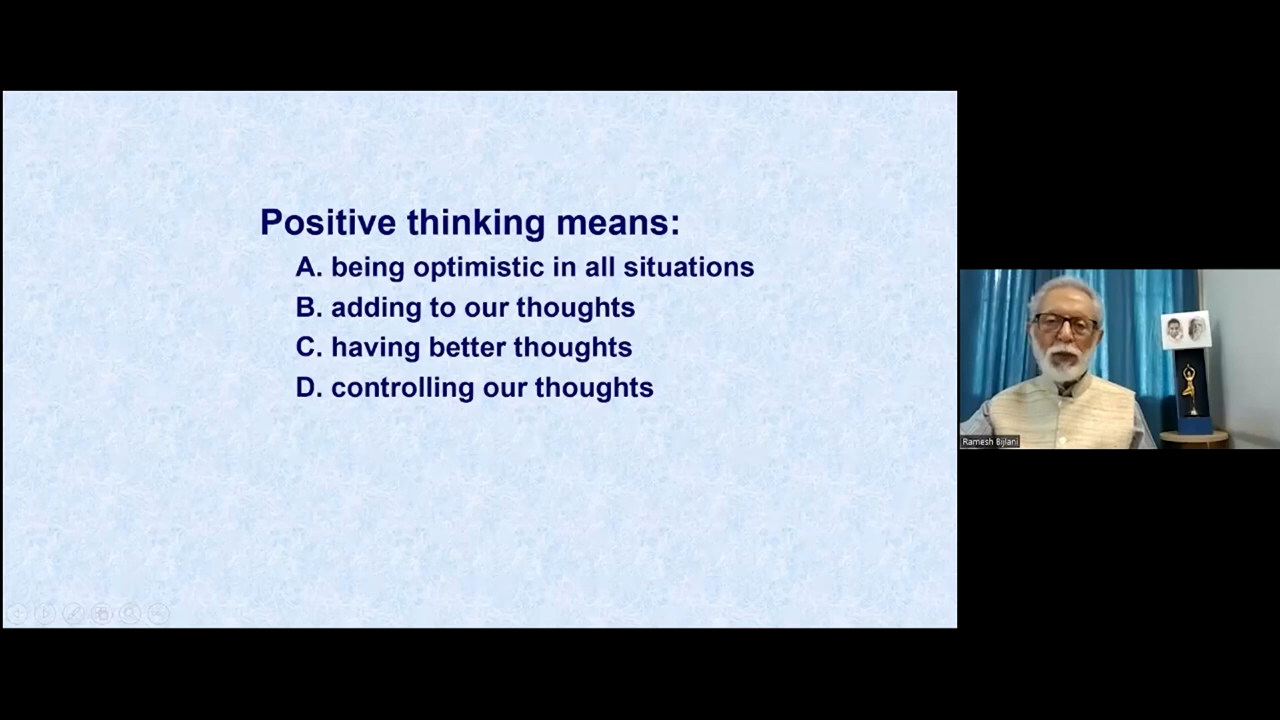 Positive thinking means:
A. being optimistic in all situations
B. adding to our thoughts
C. having better thoughts
D. controlling our thoughts
Ramesh Bijlani